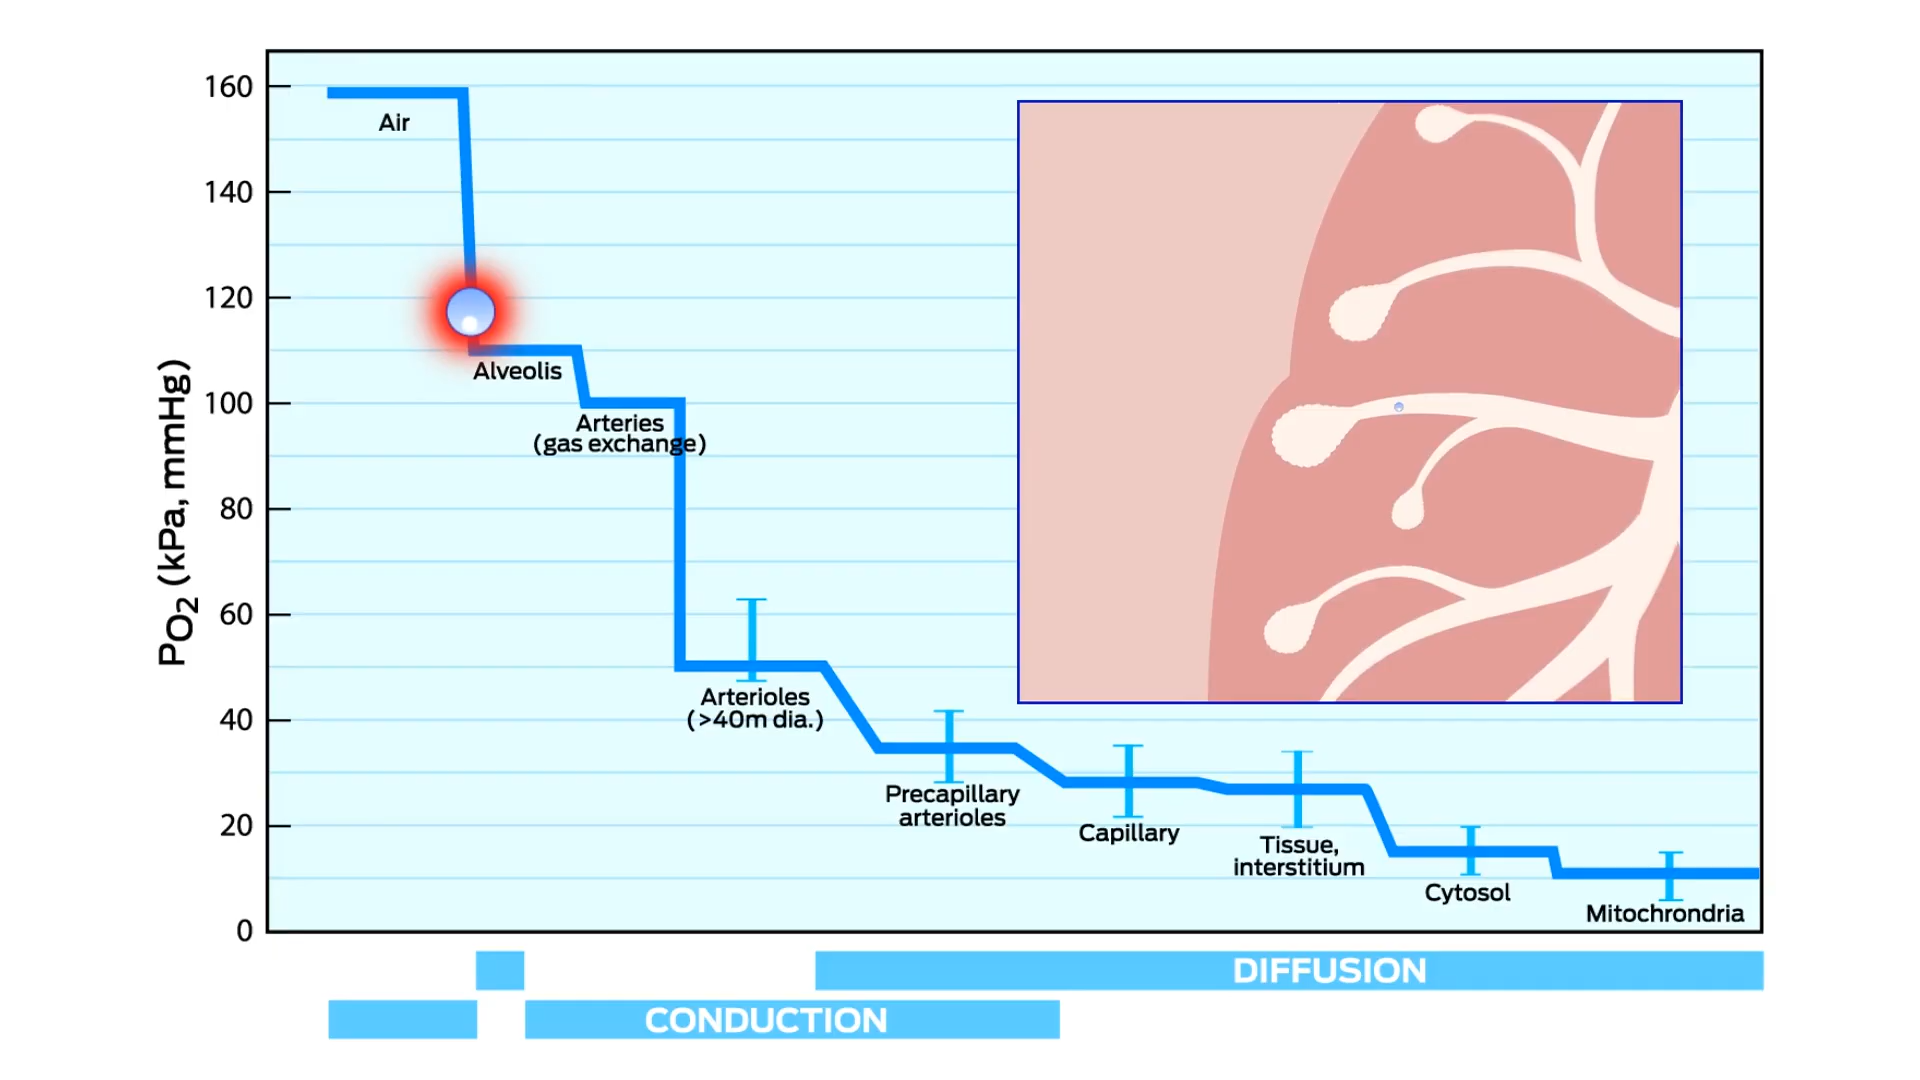 PO2 (kPa, mmHg)
160
140
120
100
80
60
40
20
0
Air
Alveolis
Arteries
(gas exchange)
Arterioles
(>40m dia.)
Precapillary
arterioles
Capillary
Tissue,
interstitium
Cytosol
Mitochrondria
DIFFUSION
CONDUCTION